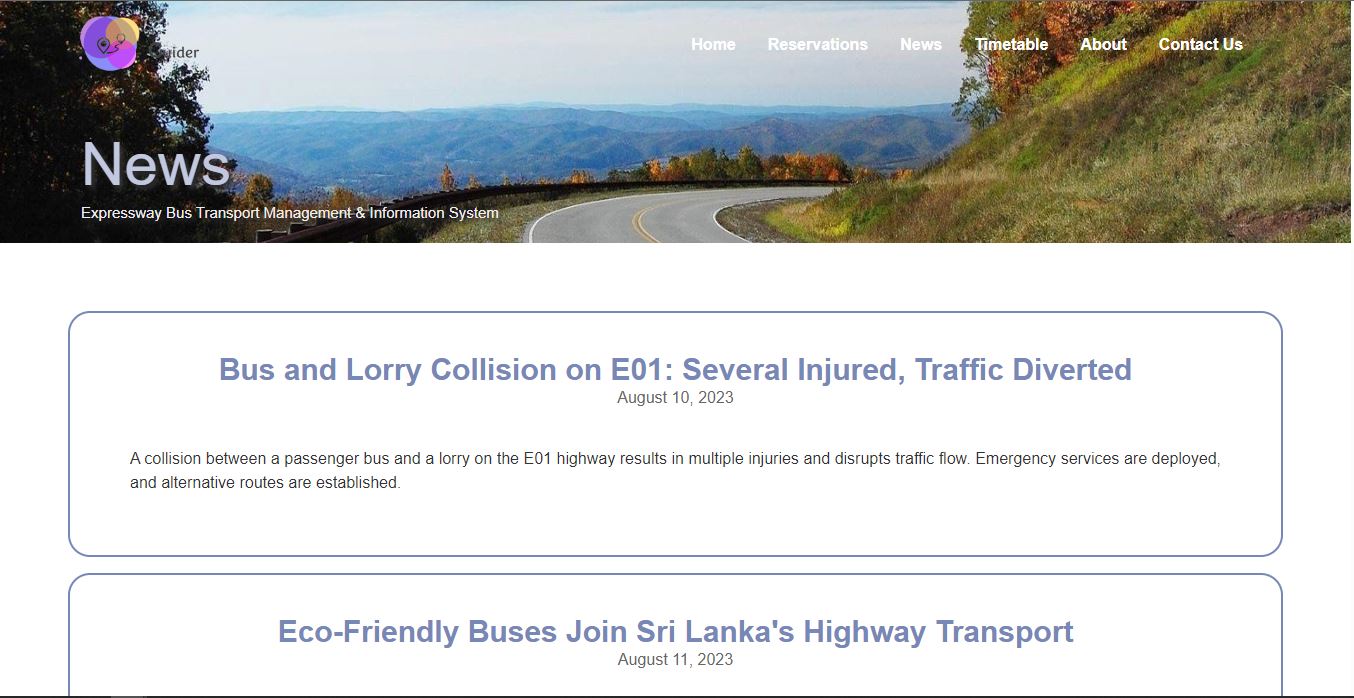 Home Reservations News Timetable About Contact Us
News
Expressway Bus Transport Management & Information System
Bus and Lorry Collision on E01: Several Injured, Traffic Diverted
August 10, 2023
A collision between a passenger bus and a lorry on the E01 highway results in multiple injuries and disrupts traffic flow. Emergency services are deployed,
and alternative routes are established.
Eco-Friendly Buses Join Sri Lanka's Highway Transport
August 11, 2023